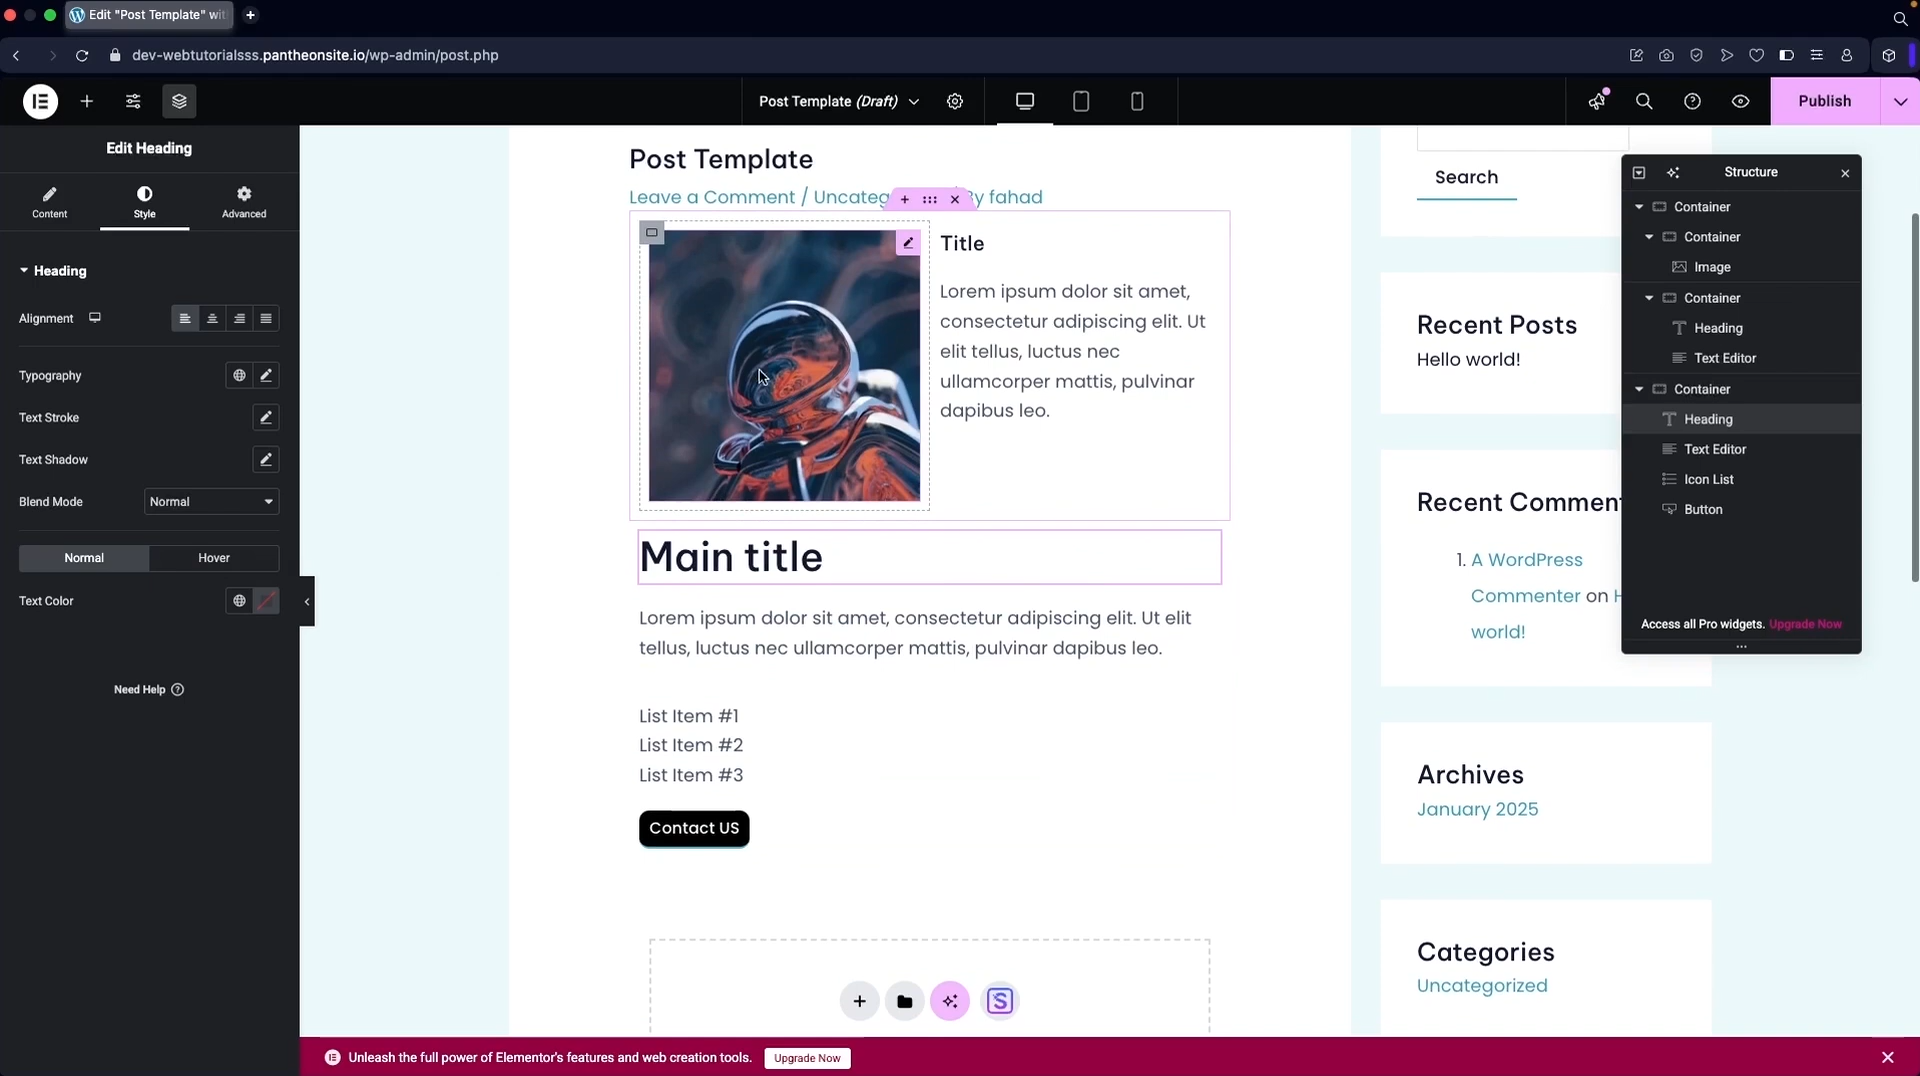 Edit "Post Template" wit
dev-webtutorialsss.pantheonsite.io/wp-admin/post.php
Post Template (Draft)
Publish
Edit Heading
Content
Style
Advanced
Heading
Alignment
Typography
Text Stroke
Text Shadow
Blend Mode
Normal
Normal
Hover
Text Color
Need Help
Post Template
Leave a Comment / Uncateg By fahad
Title
Lorem ipsum dolor sit amet,
consectetur adipiscing elit. Ut
elit tellus, luctus nec
ullamcorper mattis, pulvinar
dapibus leo.
Main title
Lorem ipsum dolor sit amet, consectetur adipiscing elit. Ut elit
tellus, luctus nec ullamcorper mattis, pulvinar dapibus leo.
List Item #1
List Item #2
List Item #3
Contact US
Search
Recent Posts
Hello world!
Recent Commen
1. A WordPress
Commenter on H
world!
Archives
January 2025
Categories
Uncategorized
Structure
Container
Container
Image
Container
Heading
Text Editor
Container
Heading
Text Editor
Icon List
Button
Access all Pro widgets. Upgrade Now
Unleash the full power of Elementor's features and web creation tools.
Upgrade Now